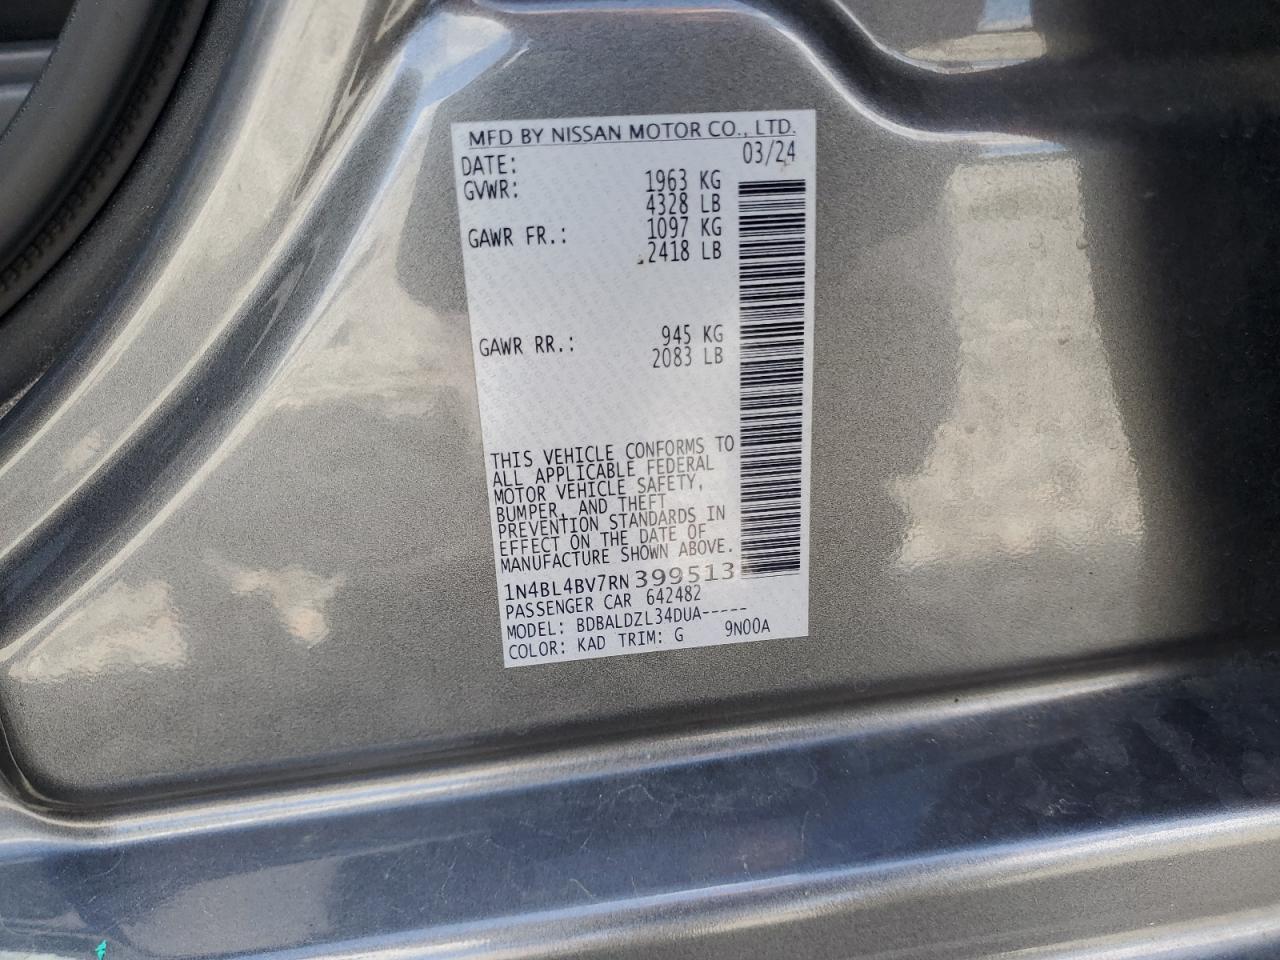 MFD BY NISSAN MOTOR CO., LTD.
DATE: 03/24
GVWR: 1963 KG
4328 LB
GAWR FR.: 1097 KG
2418 LB
GAWR RR.: 945 KG
2083 LB
THIS VEHICLE CONFORMS TO
ALL APPLICABLE FEDERAL
MOTOR VEHICLE SAFETY,
BUMPER, AND THEFT
PREVENTION STANDARDS IN
EFFECT ON THE DATE OF
MANUFACTURE SHOWN ABOVE.
1N4BL4BV7RN399513
PASSENGER CAR 642482
MODEL: BDBALDZL34DUA-----
COLOR: KAD TRIM: G 9N00A